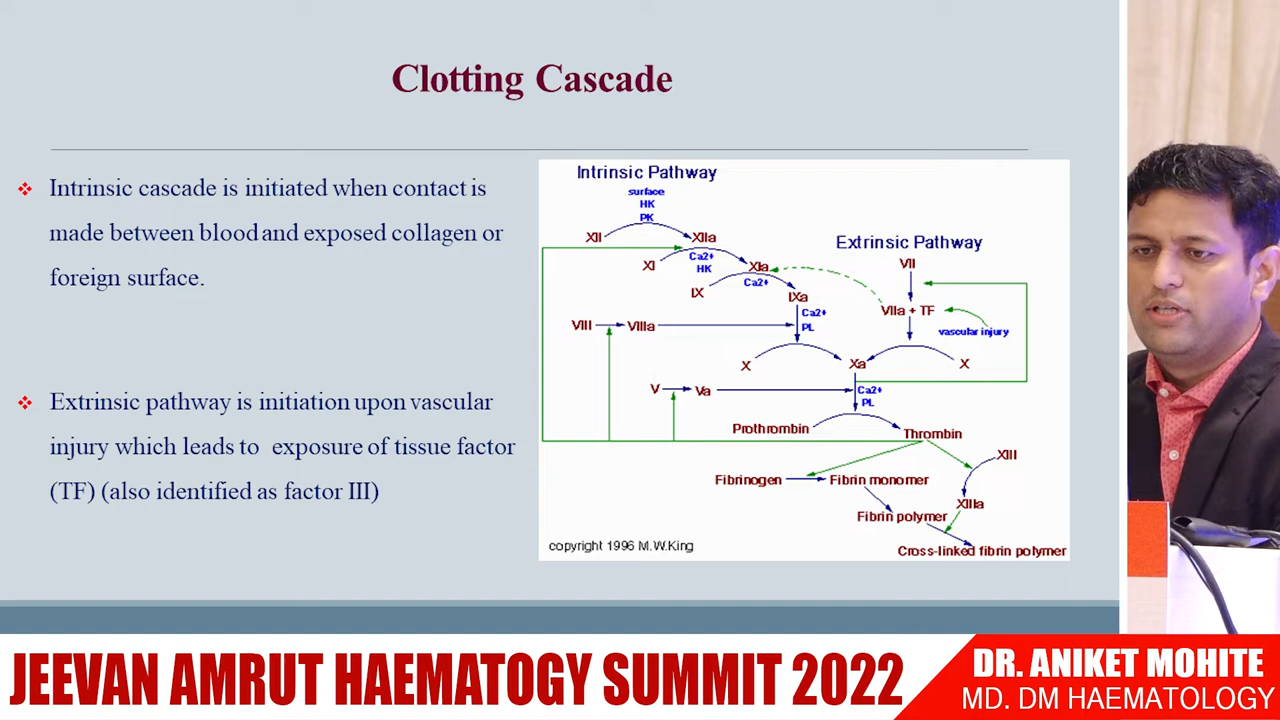 Clotting Cascade
Intrinsic cascade is initiated when contact is
made between blood and exposed collagen or
foreign surface.
Extrinsic pathway is initiation upon vascular
injury which leads to exposure of tissue factor
(TF) (also identified as factor III)
Intrinsic Pathway
surface
HK
PK
XII
XIIa
XI
Ca2+
HK
XIa
IX
Ca2+
IXa
Extrinsic Pathway
VII
VIIa + TF
vascular injury
VIII
VIIIa
Ca2+
PL
X
Xa
X
V
Va
Ca2+
PL
Prothrombin
Thrombin
XIII
Fibrinogen
Fibrin monomer
XIIIa
Fibrin polymer
Cross-linked fibrin polymer
copyright 1996 M.W.King
JEEVAN AMRUT HAEMATOGY SUMMIT 2022
DR. ANIKET MOHITE
MD. DM HAEMATOLOGY